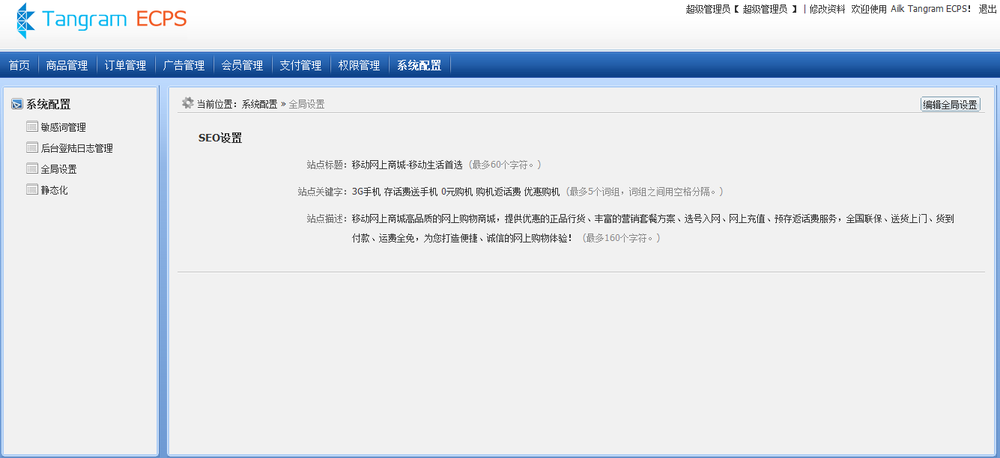 Tangram ECPS
超级管理员【 超级管理员 】 | 修改资料 欢迎使用 Ailk Tangram ECPS! 退出
首页 商品管理 订单管理 广告管理 会员管理 支付管理 权限管理 系统配置
系统配置
敏感词管理
后台登陆日志管理
全局设置
静态化
当前位置：系统配置 » 全局设置
编辑全局设置
SEO设置
站点标题：移动网上商城-移动生活首选（最多60个字符。）
站点关键字：3G手机 存话费送手机 0元购机 购机返话费 优惠购机（最多5个词组，词组之间用空格分隔。）
站点描述：移动网上商城高品质的网上购物商城，提供优惠的正品行货、丰富的营销套餐方案、选号入网、网上充值、预存返话费服务，全国联保、送货上门、货到
付款、运费全免，为您打造便捷、诚信的网上购物体验！（最多160个字符。）